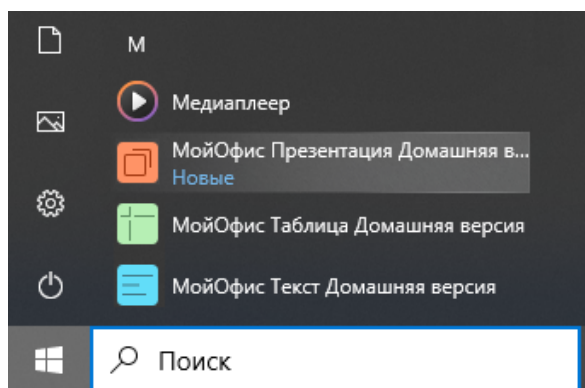 М
Медиаплеер
МойОфис Презентация Домашняя в...
Новые
МойОфис Таблица Домашняя версия
МойОфис Текст Домашняя версия
Поиск